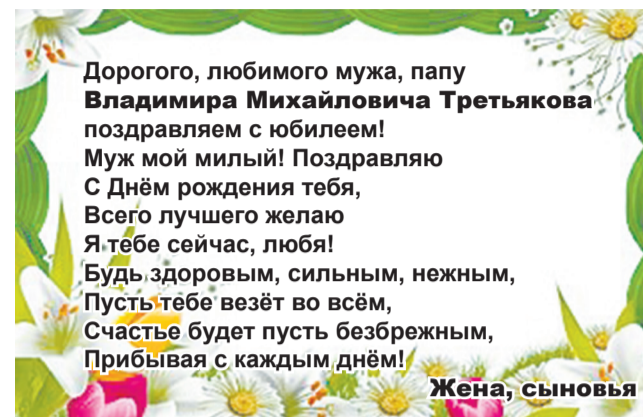 Дорогого, любимого мужа, папу
Владимира Михайловича Третьякова
поздравляем с юбилеем!
Муж мой милый! Поздравляю
С Днём рождения тебя,
Всего лучшего желаю
Я тебе сейчас, любя!
Будь здоровым, сильным, нежным,
Пусть тебе везёт во всём,
Счастье будет пусть безбрежным,
Прибывая с каждым днём!
Жена, сыновья